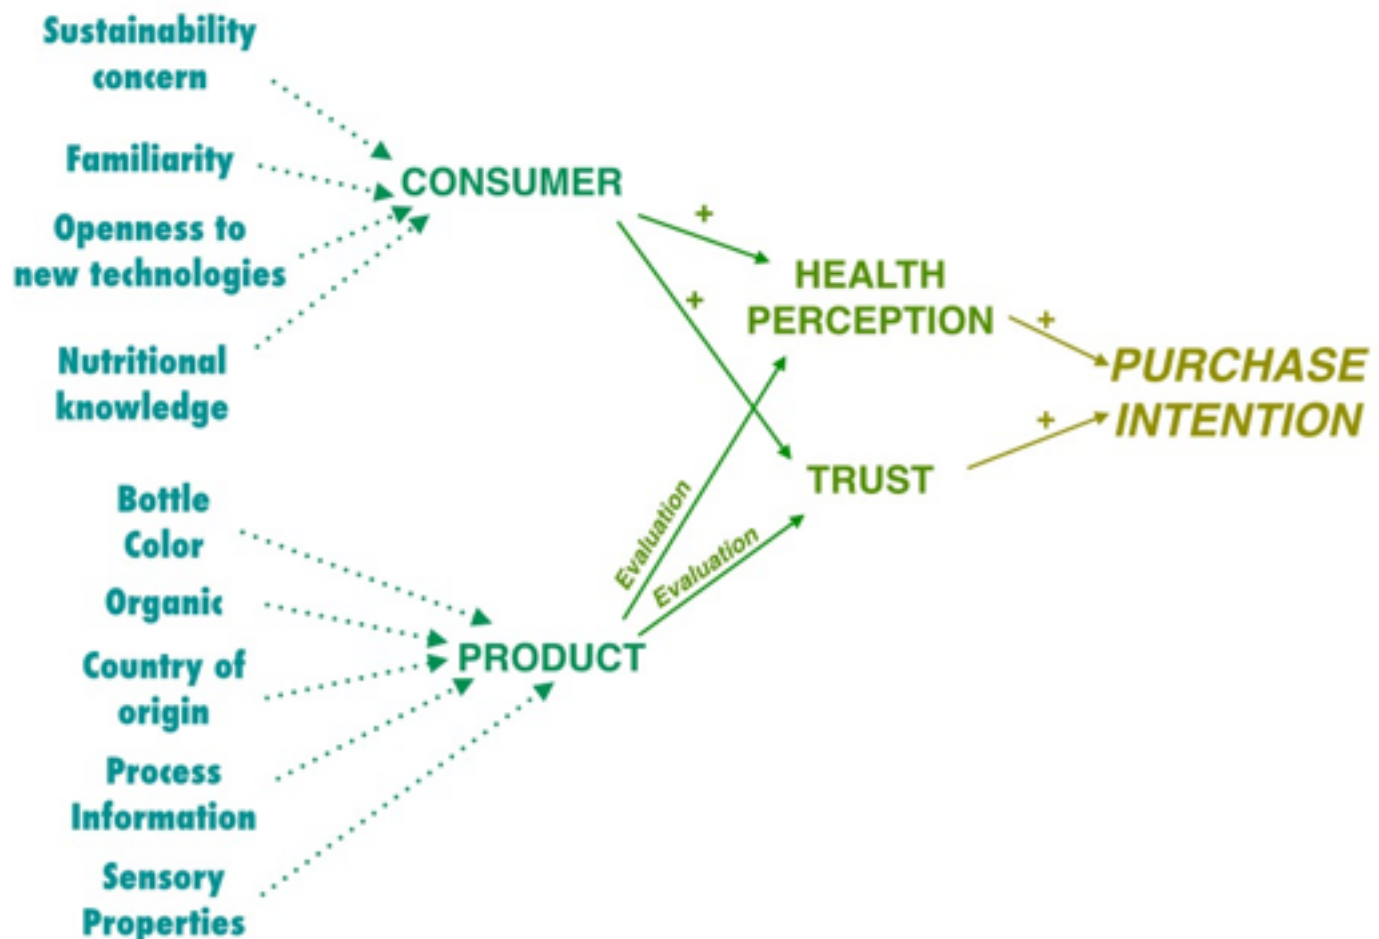 Sustainability
concern
Familiarity
Openness to
new technologies
Nutritional
knowledge
CONSUMER
+
+
HEALTH
PERCEPTION
+
PURCHASE
INTENTION
+
TRUST
Evaluation
Evaluation
Bottle
Color
Organic
Country of
origin
Process
Information
Sensory
Properties
PRODUCT